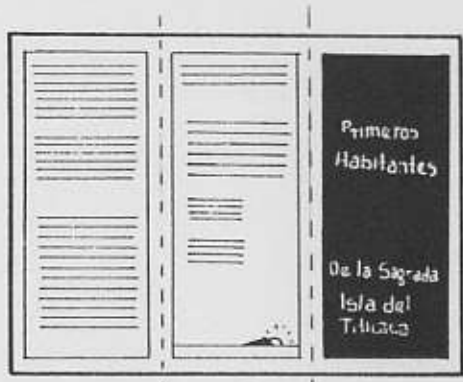 Primeros
Habitantes
De la Sagrada
Isla del
Titicaca